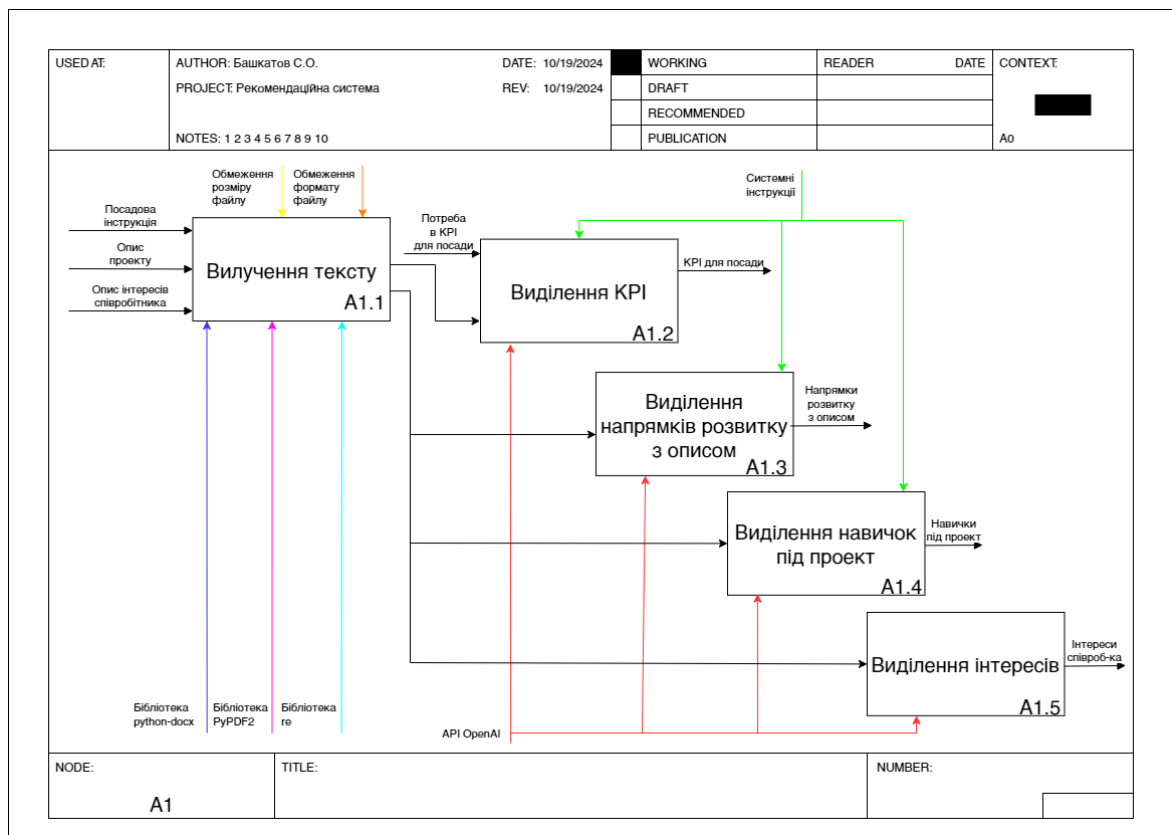 USED AT:
AUTHOR: Башкатов С.О.
DATE: 10/19/2024
WORKING
READER
DATE
CONTEXT:
PROJECT: Рекомендаційна система
REV: 10/19/2024
DRAFT
RECOMMENDED
NOTES: 1 2 3 4 5 6 7 8 9 10
PUBLICATION
A0
Обмеження
розміру
файлу
Обмеження
формату
файлу
Системні
інструкції
Посадова
інструкція
Опис
проекту
Опис інтересів
співробітника
Вилучення тексту
A1.1
Потреба
в KPI
для посади
Виділення KPI
A1.2
KPI для посади
Виділення
напрямків розвитку
з описом
A1.3
Напрямки
розвитку
з описом
Виділення навичок
під проект
A1.4
Навички
під проект
Виділення інтересів
A1.5
Інтереси
співроб-ка
Бібліотека
python-docx
Бібліотека
PyPDF2
Бібліотека
re
API OpenAI
NODE:
A1
TITLE:
NUMBER: